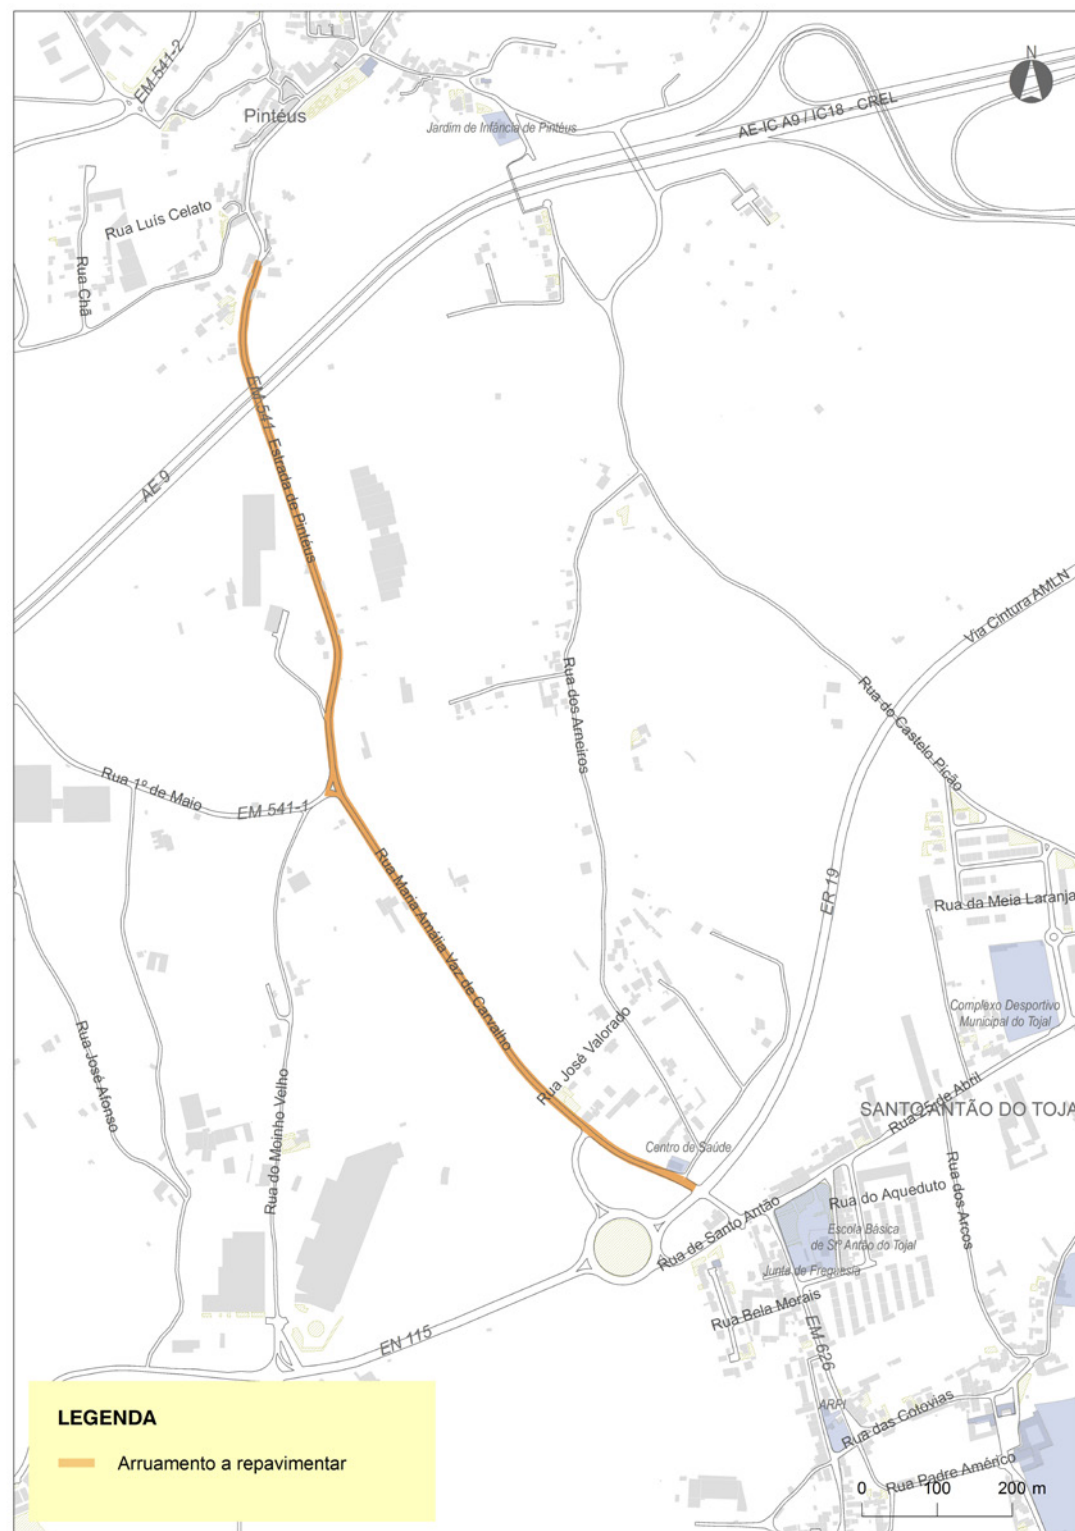 EM 541-2
Pintéus
N
AE-IC A9 / IC18 - CREL
Jardim de Infância de Pintéus
Rua Luís Celato
Rua Chã
EM 541 Estrada de Pintéus
AE 9
Via Cintura AMLN
Rua dos Arneiros
Rua do Castelo Picão
Rua 1º de Maio
EM 541-1
Rua Maria Amália Vaz de Carvalho
ER 19
Rua da Meia Laranja
Complexo Desportivo
Municipal do Tojal
Rua José Valorado
Rua José Afonso
Rua do Moinho Velho
SANTO ANTÃO DO TOJA
Rua 25 de Abril
Centro de Saúde
Rua do Aqueduto
Rua dos Arcos
Rua de Santo Antão
Escola Básica
de Stº Antão do Tojal
Junta de Freguesia
Rua Bela Morais
EM 626
EN 115
ARPI
Rua das Cotovias
Rua Padre Américo
LEGENDA
Arruamento a repavimentar
0 100 200 m